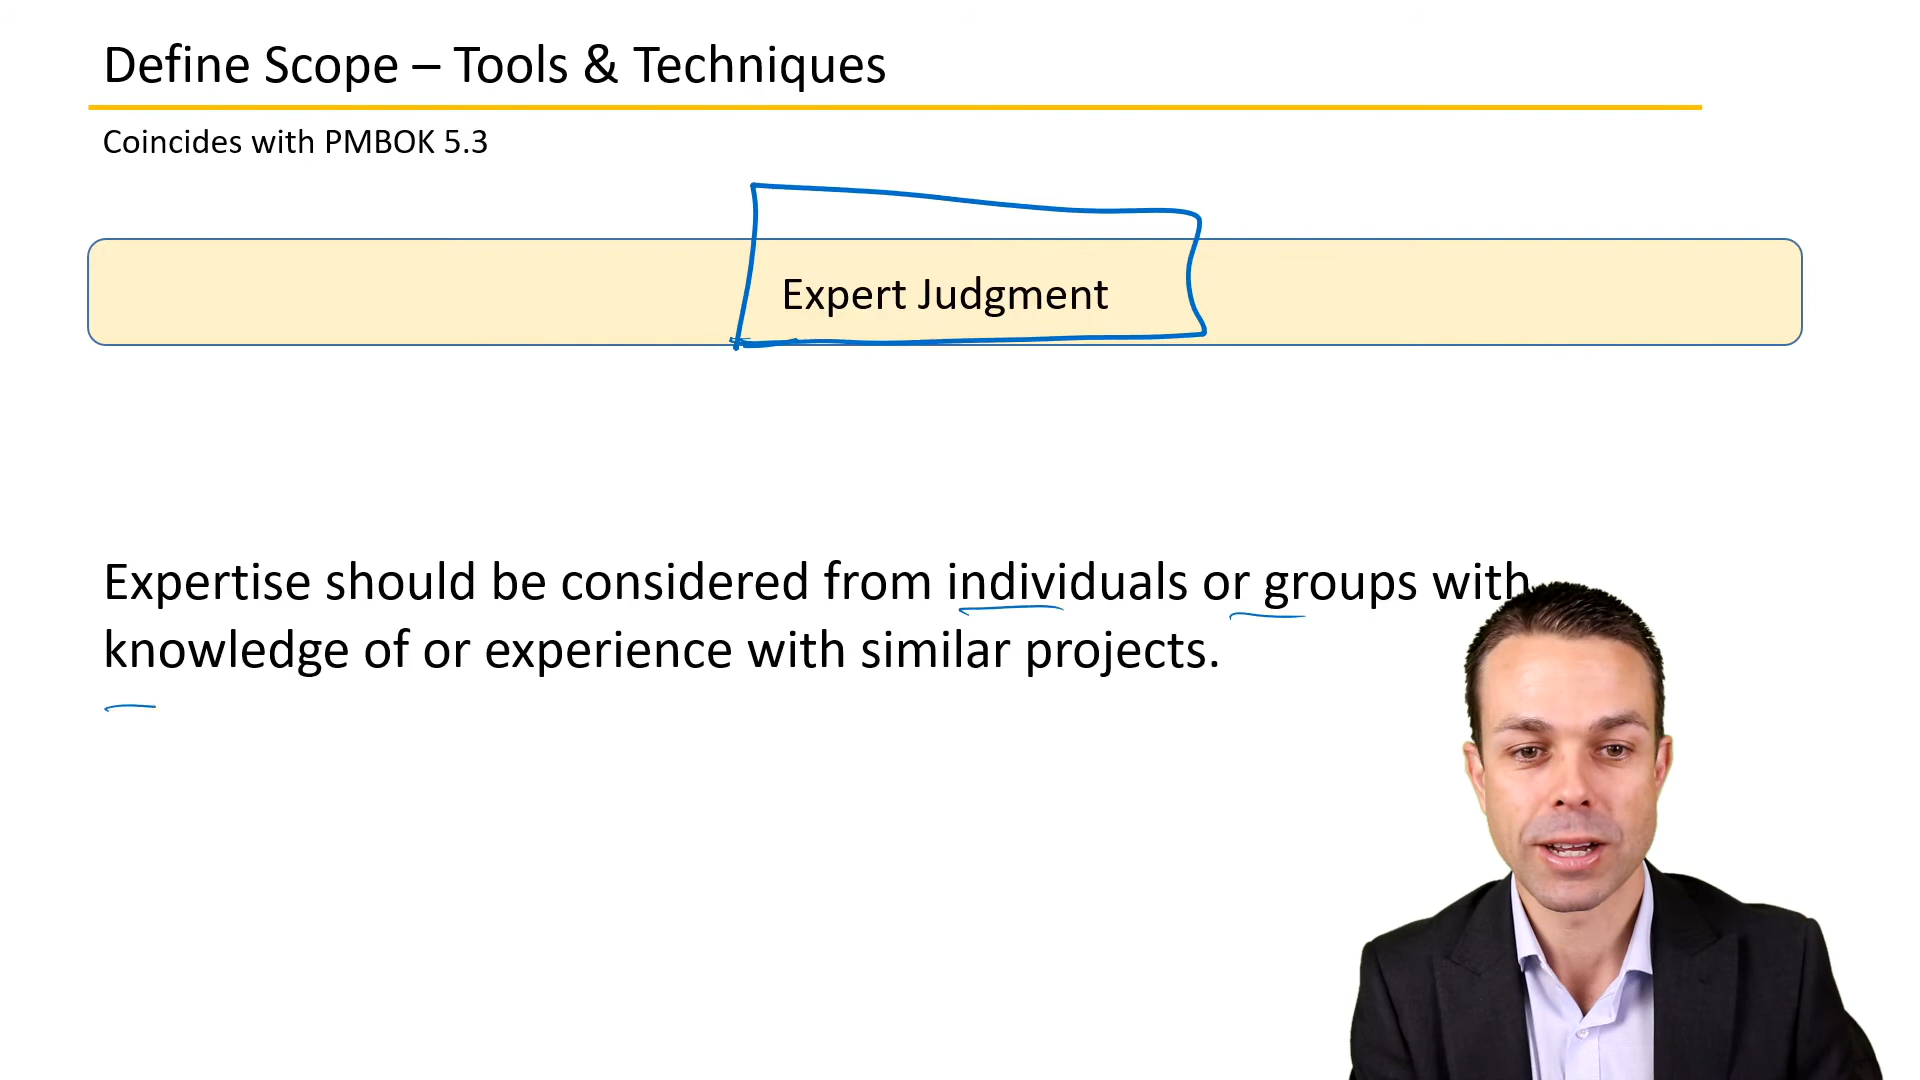 Define Scope – Tools & Techniques
Coincides with PMBOK 5.3
Expert Judgment
Expertise should be considered from individuals or groups with
knowledge of or experience with similar projects.